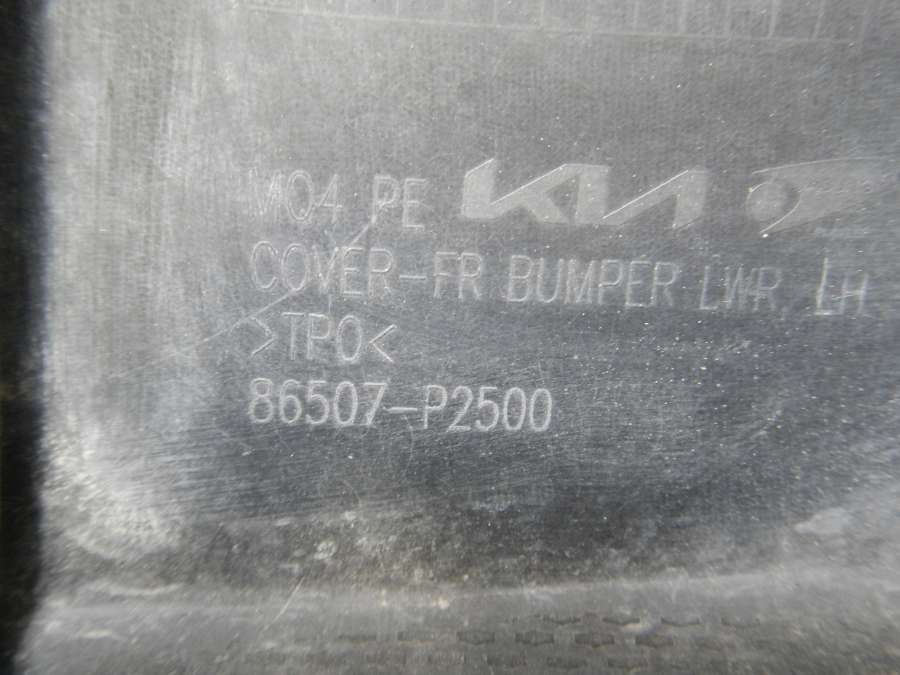 MQ4 PE KIA
COVER-FR BUMPER LWR, LH
>TPO<
86507-P2500